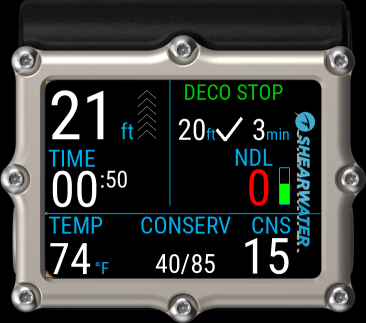 DECO STOP
21 ft
20ft 3min
TIME
NDL
00:50
0
TEMP CONSERV CNS
74 °F 40/85 15
SHEARWATER